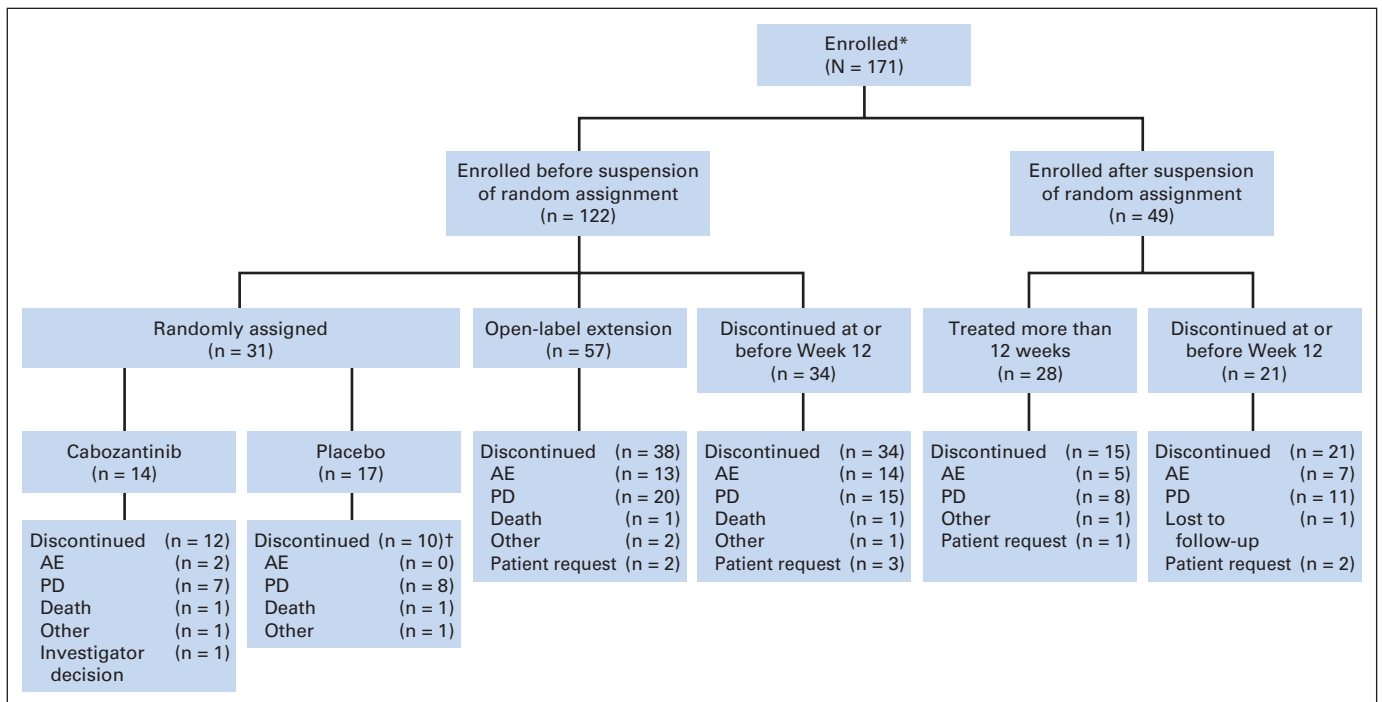 Enrolled*
(N = 171)
Enrolled before suspension
of random assignment
(n = 122)
Enrolled after suspension
of random assignment
(n = 49)
Randomly assigned
(n = 31)
Open-label extension
(n = 57)
Discontinued at or
before Week 12
(n = 34)
Treated more than
12 weeks
(n = 28)
Discontinued at or
before Week 12
(n = 21)
Cabozantinib
(n = 14)
Placebo
(n = 17)
Discontinued (n = 38)
AE (n = 13)
PD (n = 20)
Death (n = 1)
Other (n = 2)
Patient request (n = 2)
Discontinued (n = 34)
AE (n = 14)
PD (n = 15)
Death (n = 1)
Other (n = 1)
Patient request (n = 3)
Discontinued (n = 15)
AE (n = 5)
PD (n = 8)
Other (n = 1)
Patient request (n = 1)
Discontinued (n = 21)
AE (n = 7)
PD (n = 11)
Lost to (n = 1)
follow-up
Patient request (n = 2)
Discontinued (n = 12)
AE (n = 2)
PD (n = 7)
Death (n = 1)
Other (n = 1)
Investigator (n = 1)
decision
Discontinued (n = 10)†
AE (n = 0)
PD (n = 8)
Death (n = 1)
Other (n = 1)